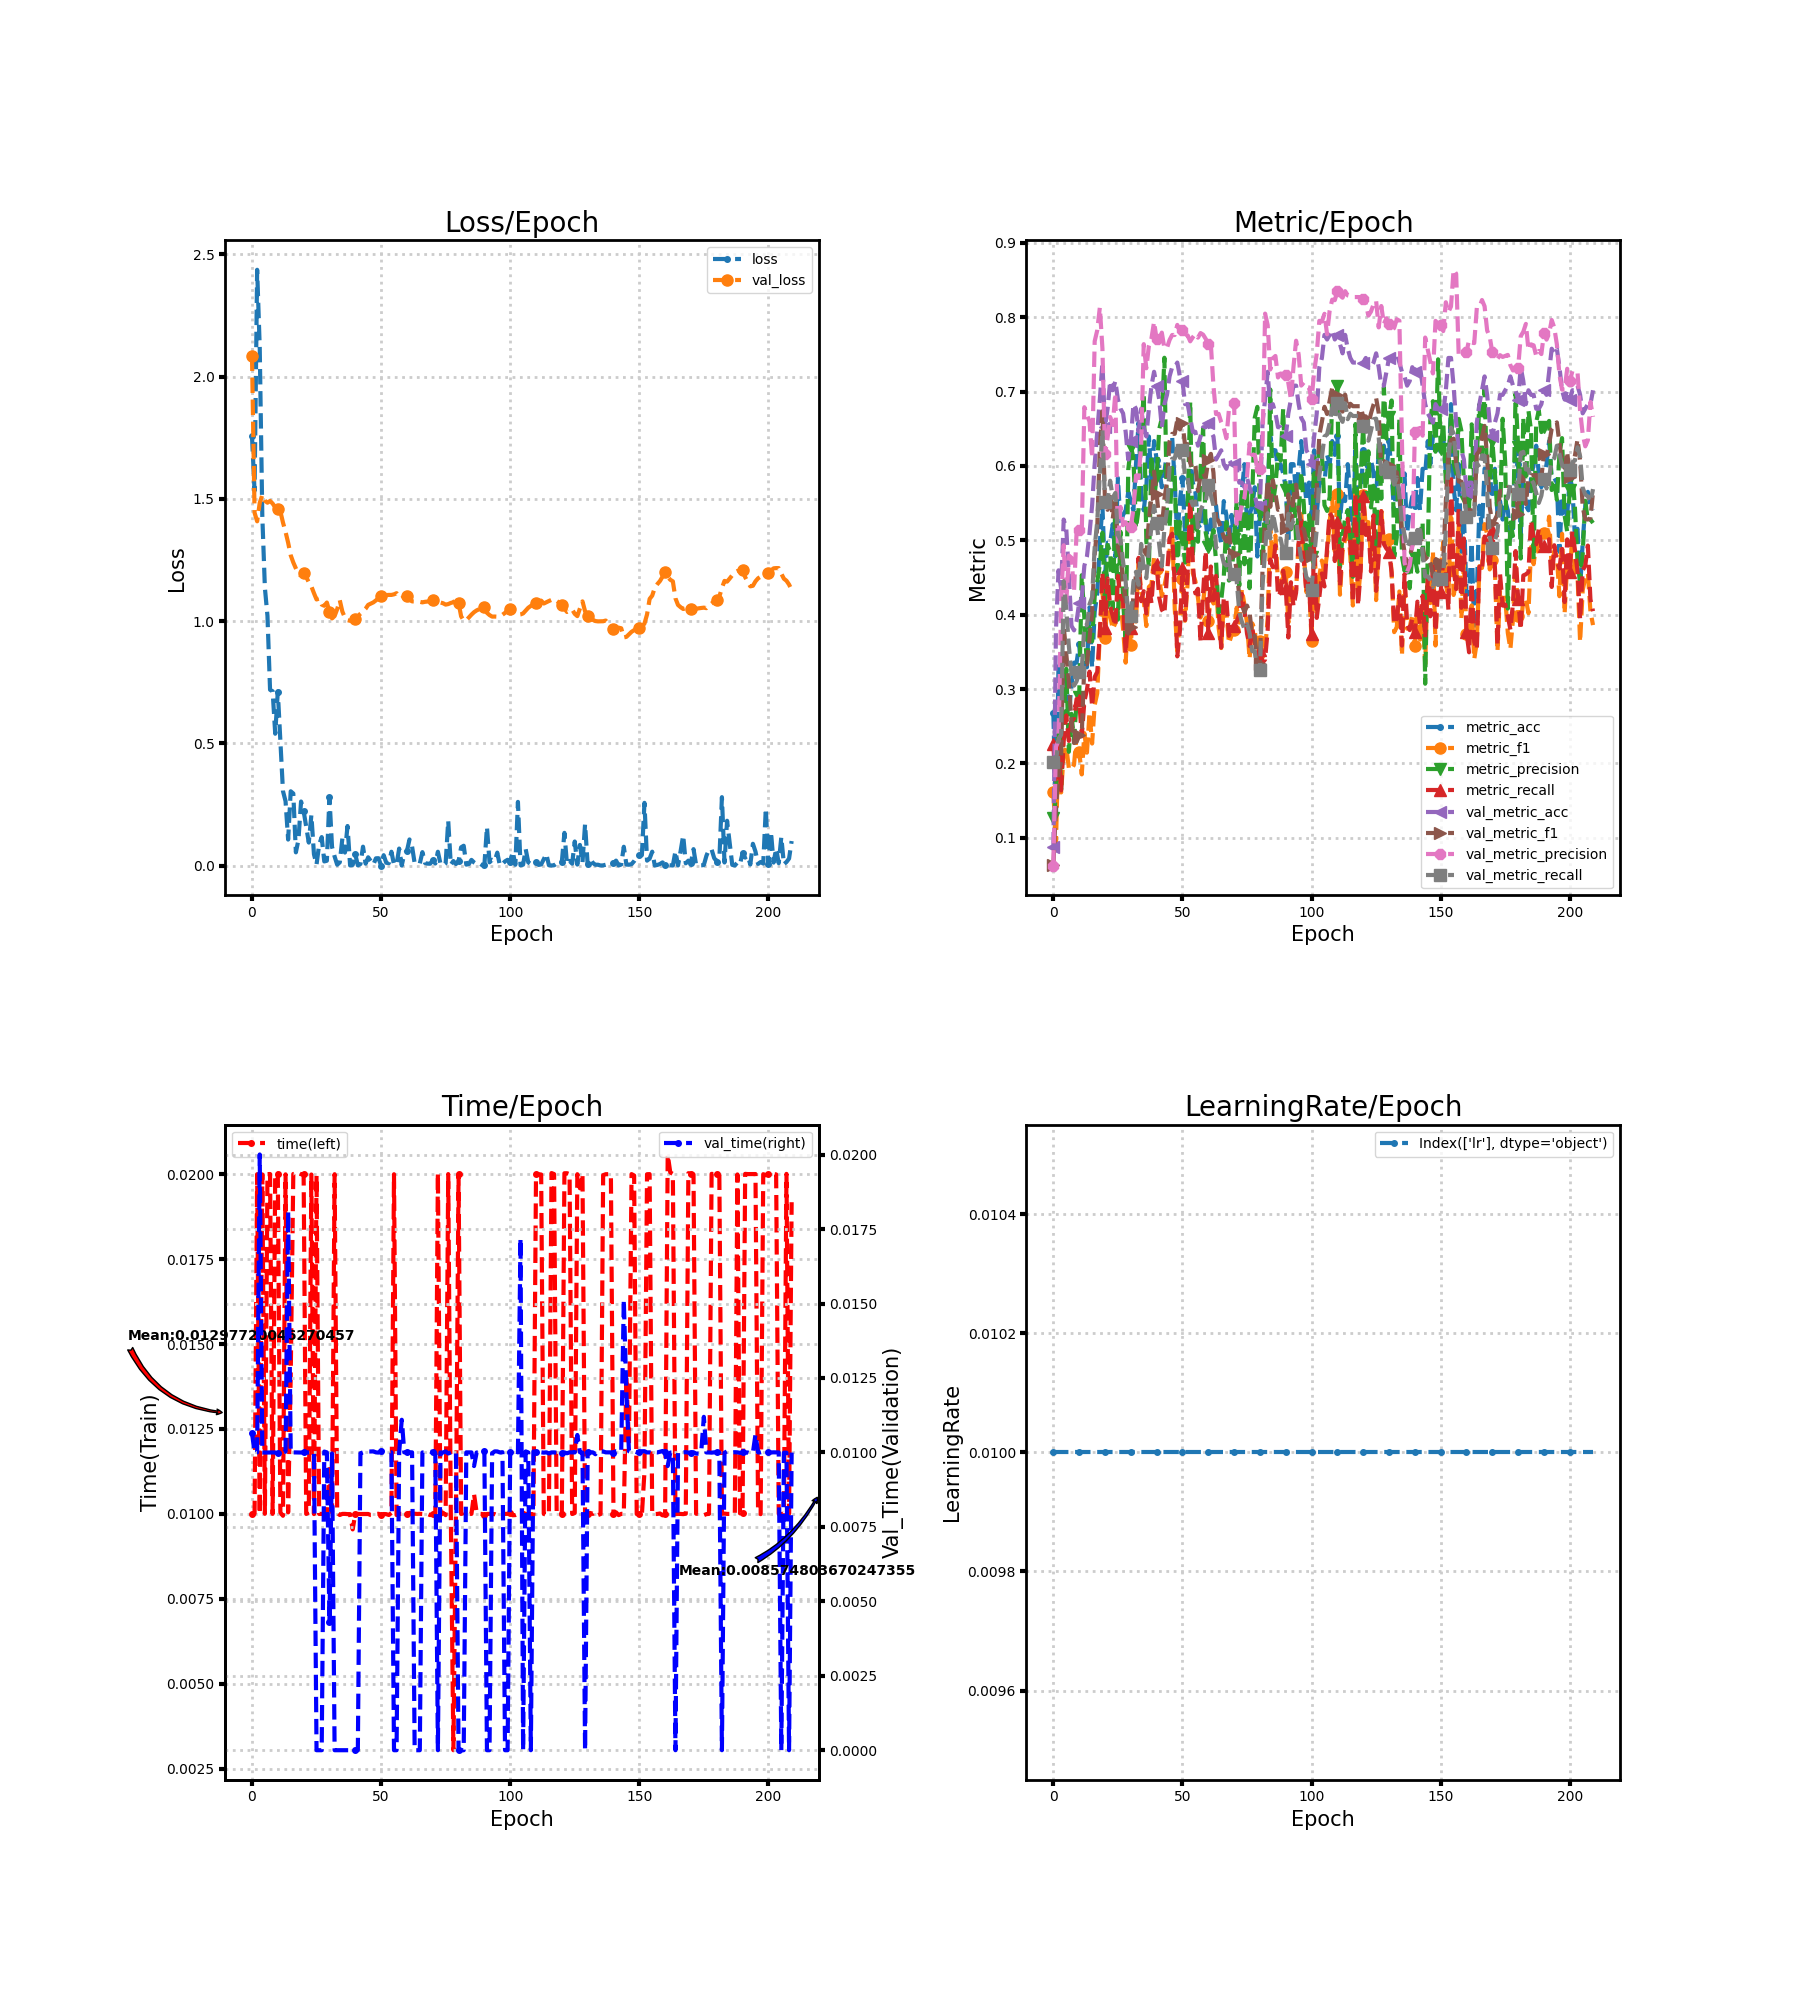 Loss/Epoch
2.5
2.0
1.5
1.0
0.5
0.0
Loss
loss
val_loss
0
50
100
150
200
Epoch
Metric/Epoch
0.9
0.8
0.7
0.6
0.5
0.4
0.3
0.2
0.1
Metric
metric_acc
metric_f1
metric_precision
metric_recall
val_metric_acc
val_metric_f1
val_metric_precision
val_metric_recall
0
50
100
150
200
Epoch
Time/Epoch
time(left)
val_time(right)
0.0200
0.0175
0.0150
0.0125
0.0100
0.0075
0.0050
0.0025
Time(Train)
0.0200
0.0175
0.0150
0.0125
0.0100
0.0075
0.0050
0.0025
0.0000
Val_Time(Validation)
Mean:0.008574803670247355
0
50
100
150
200
Epoch
LearningRate/Epoch
Index(['lr'], dtype='object')
0.0104
0.0102
0.0100
0.0098
0.0096
LearningRate
0
50
100
150
200
Epoch